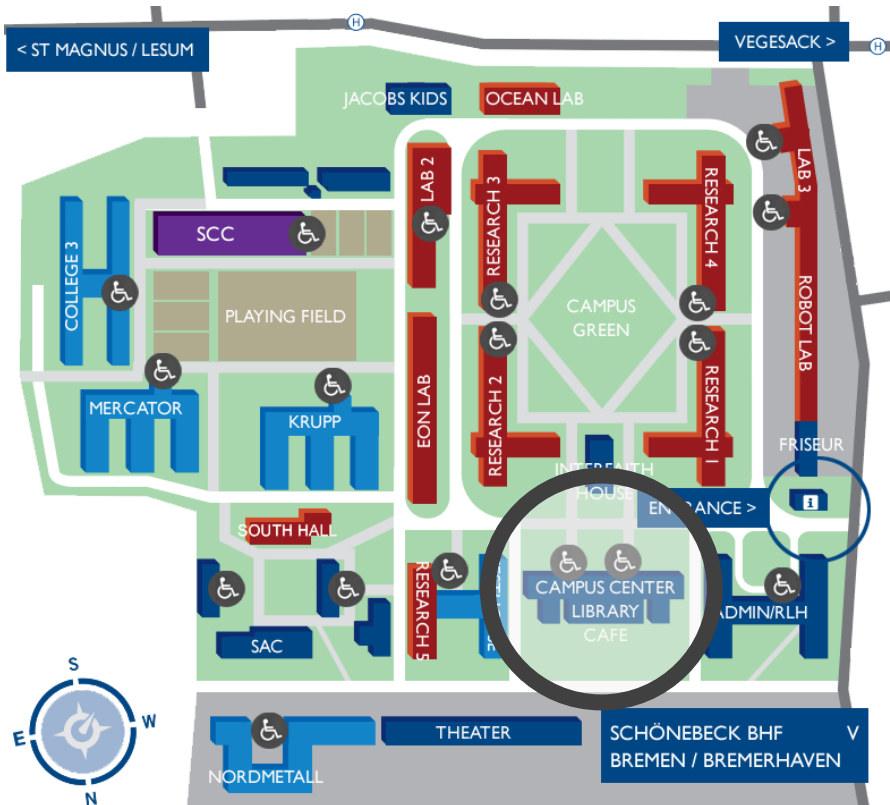 < ST MAGNUS / LESUM
H
VEGESACK >
H
JACOBS KIDS
OCEAN LAB
LAB 2
RESEARCH 3
RESEARCH 4
LAB 3
SCC
COLLEGE 3
PLAYING FIELD
CAMPUS
GREEN
ROBOT LAB
MERCATOR
KRUPP
EON LAB
RESEARCH 2
RESEARCH 1
FRISEUR
INTERFAITH
HOUSE
ENTRANCE >
i
SOUTH HALL
RESEARCH 5
CAMPUS CENTER
LIBRARY
CAFE
ADMIN/RLH
SAC
S
E
W
N
THEATER
NORDMETALL
SCHÖNEBECK BHF V
BREMEN / BREMERHAVEN